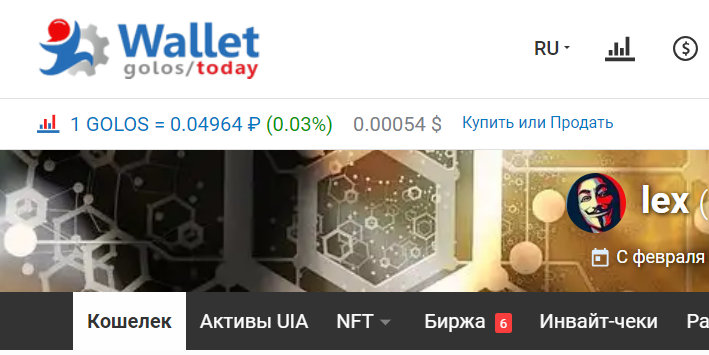 Wallet
golos/today
RU
$
1 GOLOS = 0.04964 ₽ (0.03%) 0.00054 $ Купить или Продать
lex (
С февраля
Кошелек Активы UIA NFT Биржа 6 Инвайт-чеки Ра